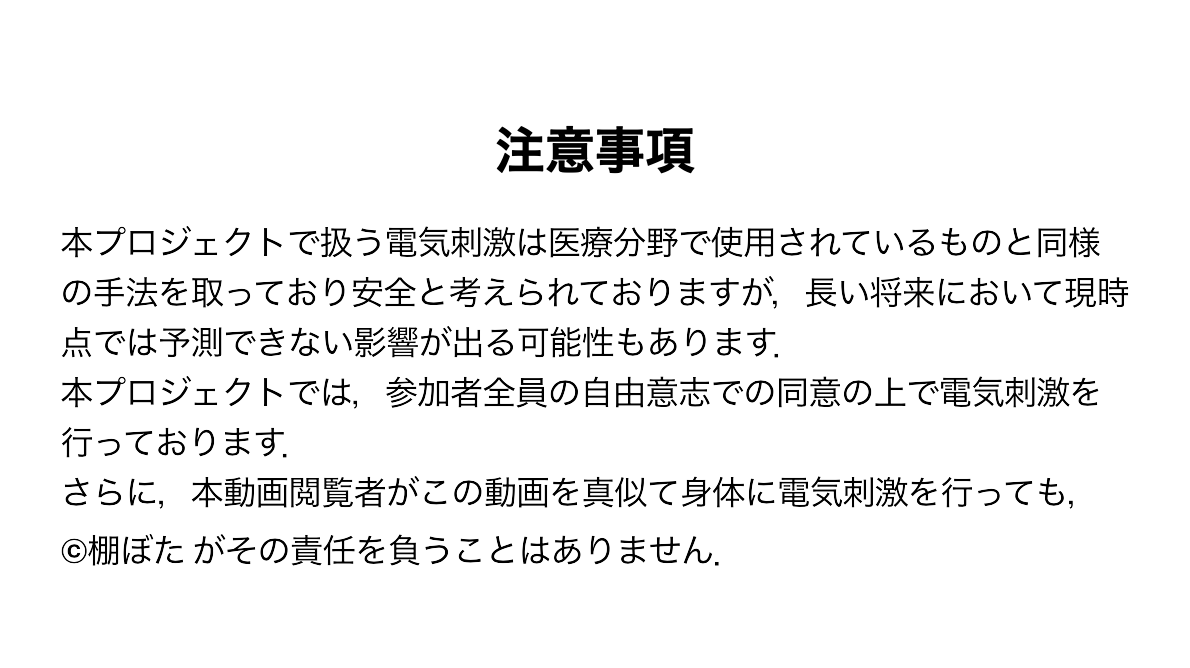 注意事項
本プロジェクトで扱う電気刺激は医療分野で使用されているものと同様
の手法を取っており安全と考えられておりますが，長い将来において現時
点では予測できない影響が出る可能性もあります．
本プロジェクトでは，参加者全員の自由意志での同意の上で電気刺激を
行っております．
さらに，本動画閲覧者がこの動画を真似て身体に電気刺激を行っても，
©棚ぼた がその責任を負うことはありません．